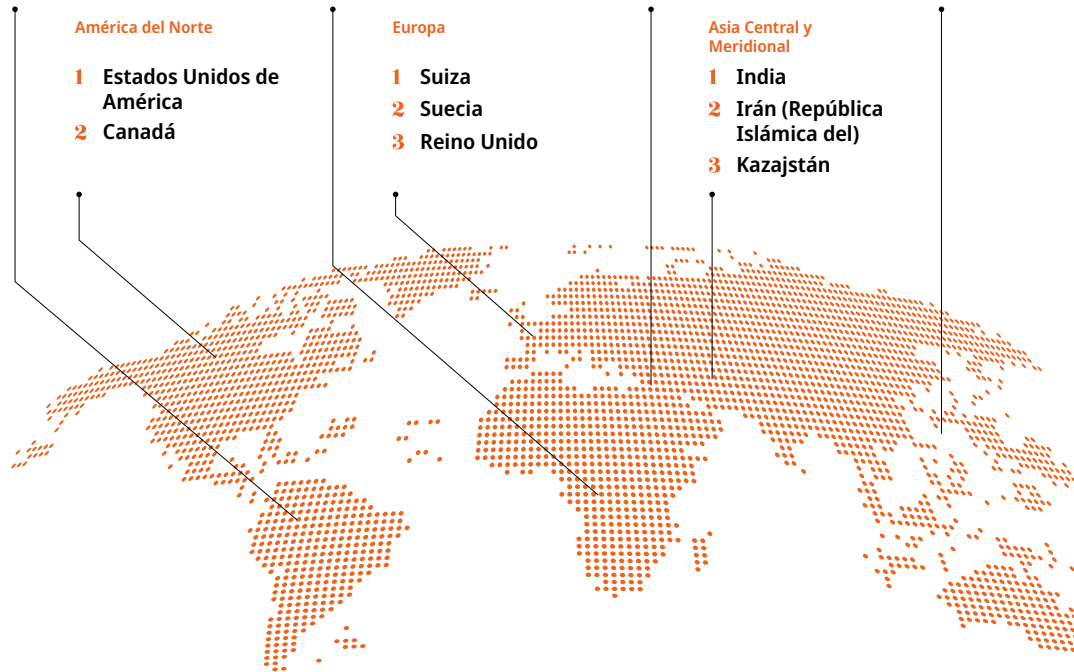 América del Norte
1 Estados Unidos de
América
2 Canadá
Europa
1 Suiza
2 Suecia
3 Reino Unido
Asia Central y
Meridional
1 India
2 Irán (República
Islámica del)
3 Kazajstán